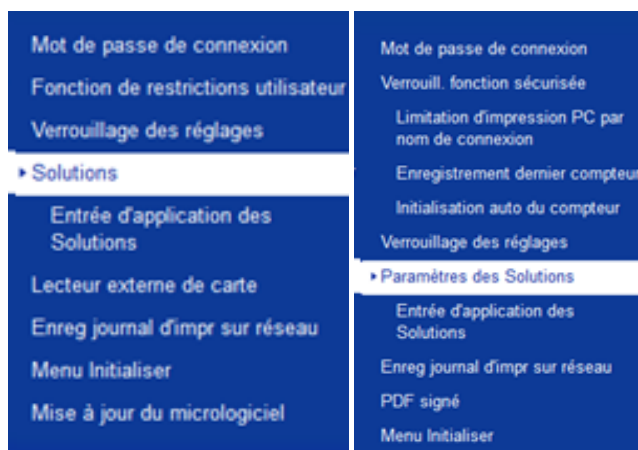 Mot de passe de connexion
Fonction de restrictions utilisateur
Verrouillage des réglages
Solutions
Entrée d'application des
Solutions
Lecteur externe de carte
Enreg journal d'impr sur réseau
Menu Initialiser
Mise à jour du micrologiciel
Mot de passe de connexion
Verrouill. fonction sécurisée
Limitation d'impression PC par
nom de connexion
Enregistrement dernier compteur
Initialisation auto du compteur
Verrouillage des réglages
Paramètres des Solutions
Entrée d'application des
Solutions
Enreg journal d'impr sur réseau
PDF signé
Menu Initialiser